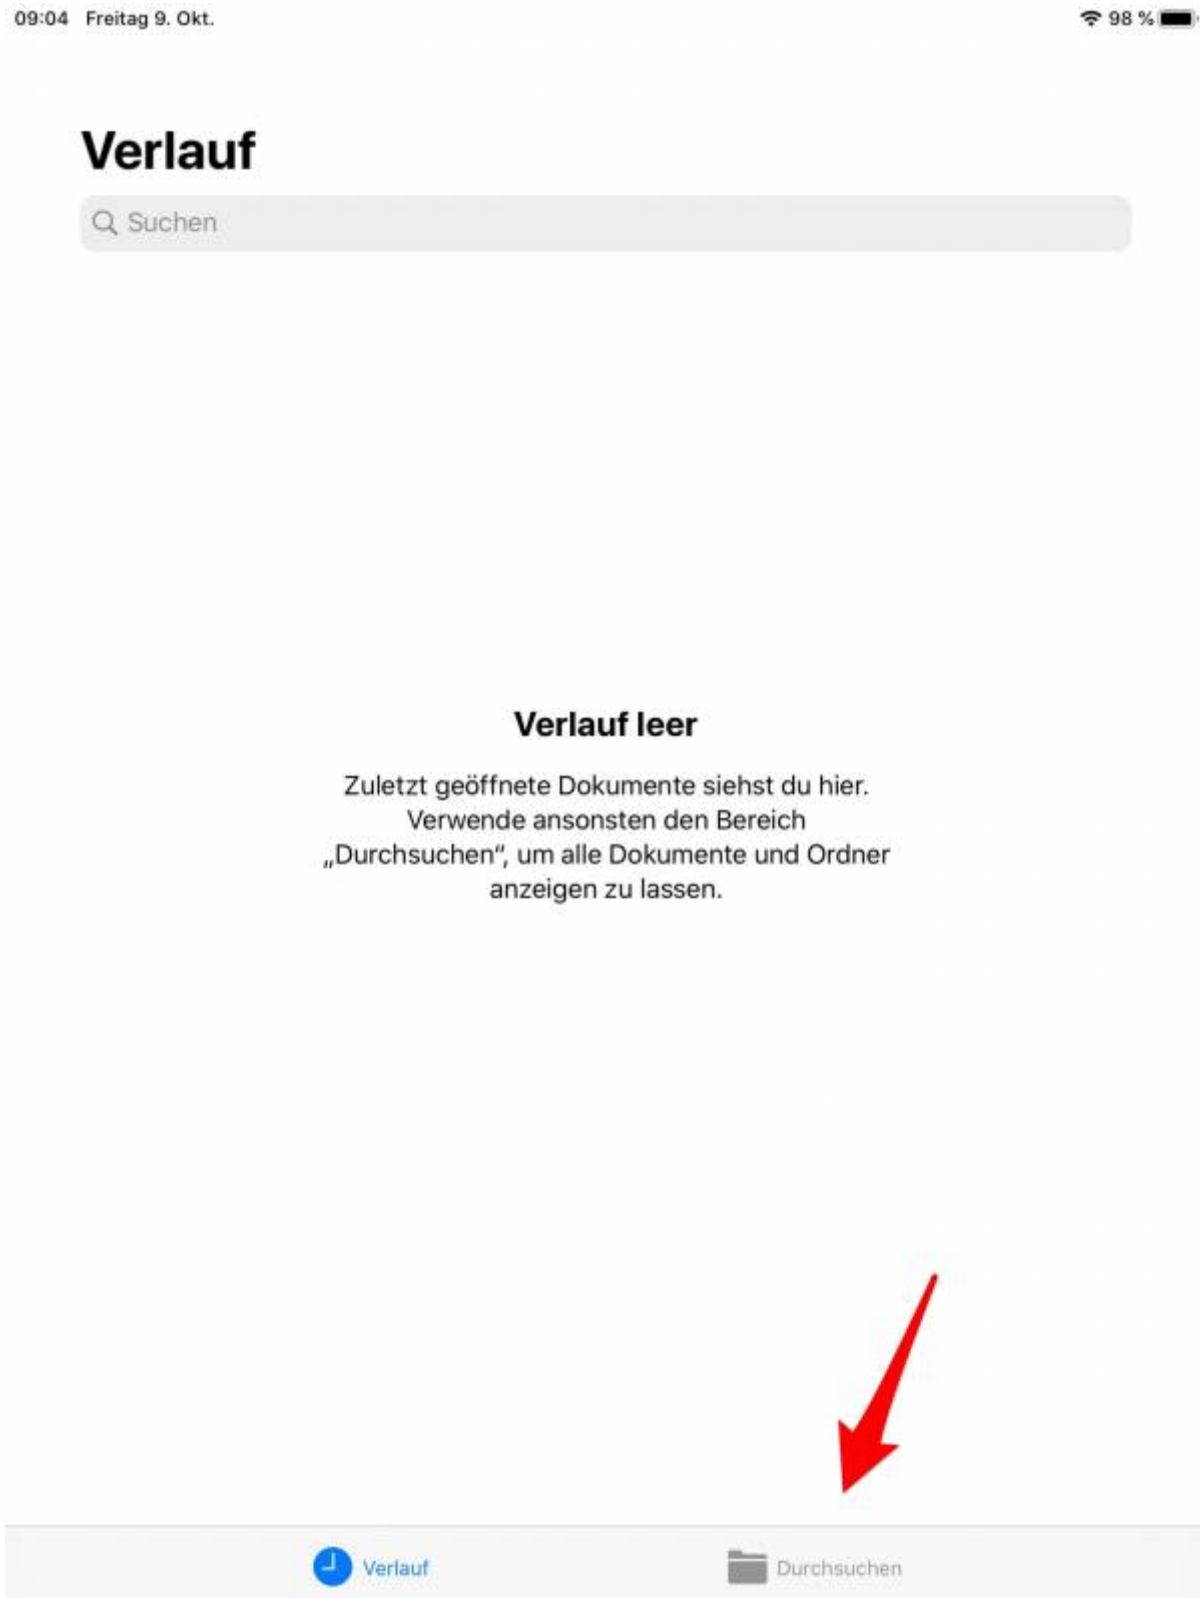 09:04 Freitag 9. Okt. 98 %
Verlauf
Suchen
Verlauf leer
Zuletzt geöffnete Dokumente siehst du hier.
Verwende ansonsten den Bereich
„Durchsuchen“, um alle Dokumente und Ordner
anzeigen zu lassen.
Verlauf Durchsuchen